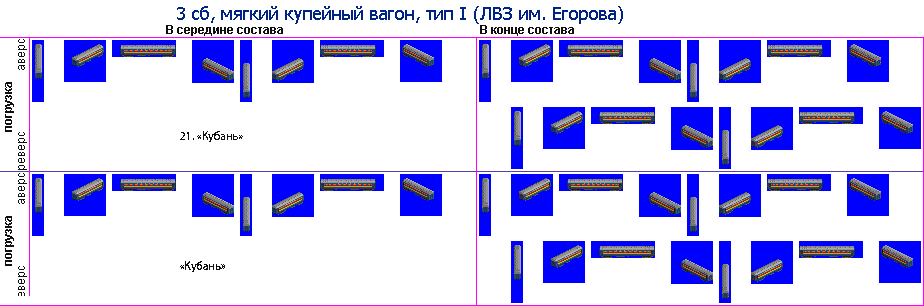 3 сб, мягкий купейный вагон, тип I (ЛВЗ им. Егорова)
В середине состава
В конце состава
погрузка
аверс
реверс
21. «Кубань»
погрузка
аверс
аверс
«Кубань»